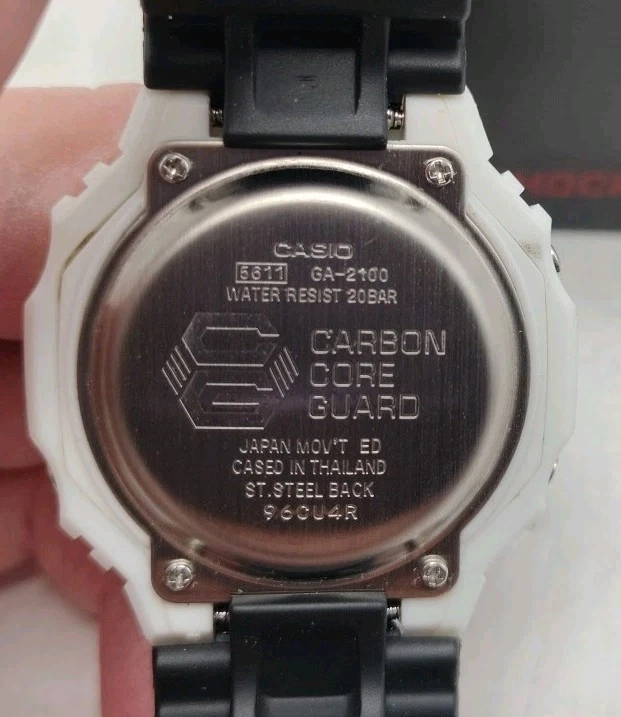 CASIO
5611 GA-2100
WATER RESIST 20BAR
CARBON
CORE
GUARD
JAPAN MOV'T ED
CASED IN THAILAND
ST.STEEL BACK
960U4R